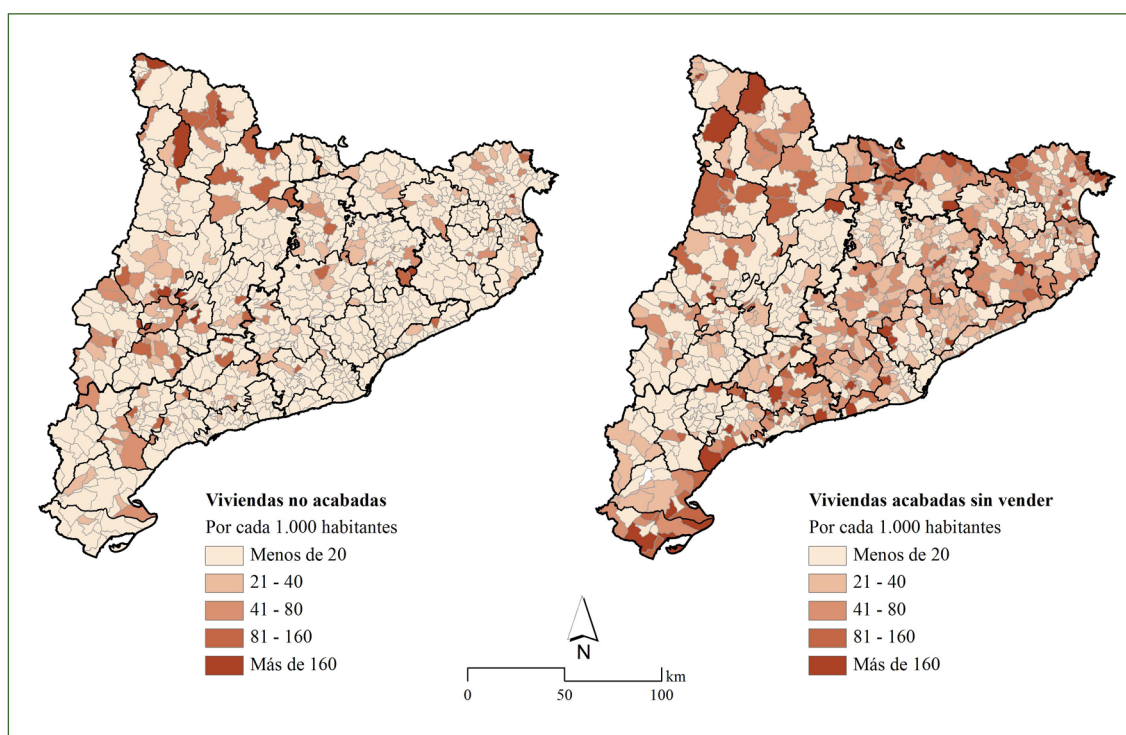 Viviendas no acabadas
Por cada 1.000 habitantes
Menos de 20
21 - 40
41 - 80
81 - 160
Más de 160
Viviendas acabadas sin vender
Por cada 1.000 habitantes
Menos de 20
21 - 40
41 - 80
81 - 160
Más de 160
N
km
0 50 100